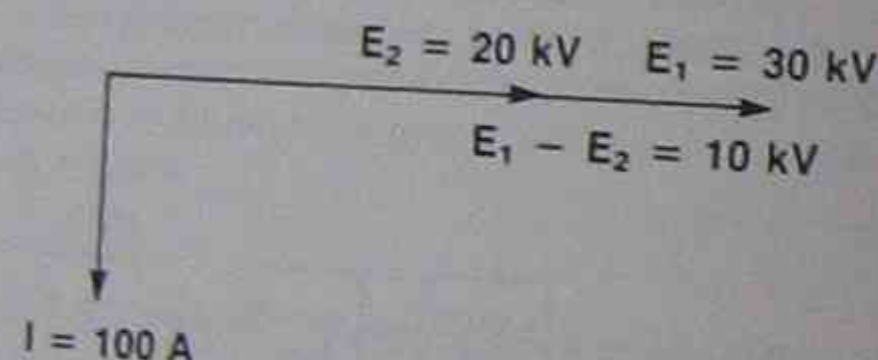 E₂ = 20 kV E₁ = 30 kV
E₁ − E₂ = 10 kV
I = 100 A